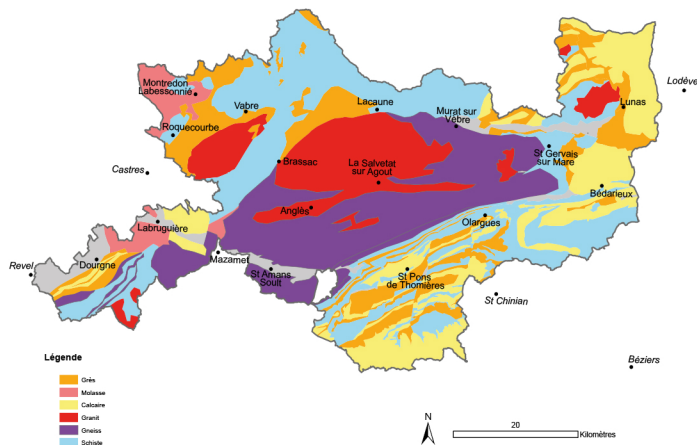 Montredon
Labessonnié
Vabre
Roquecourbe
Lacaune
Murat sur
Vèbre
Lunas
Lodève
Castres
Brassac
La Salvetat
sur Agout
St Gervais
sur Mare
Anglès
Bédarieux
Labruguière
Olargues
Revel
Dourgne
Mazamet
St Amans
Soult
St Pons
de Thomières
St Chinian
Béziers
Légende
Grès
Molasse
Calcaire
Granit
Gneiss
Schiste
N
20
Kilomètres